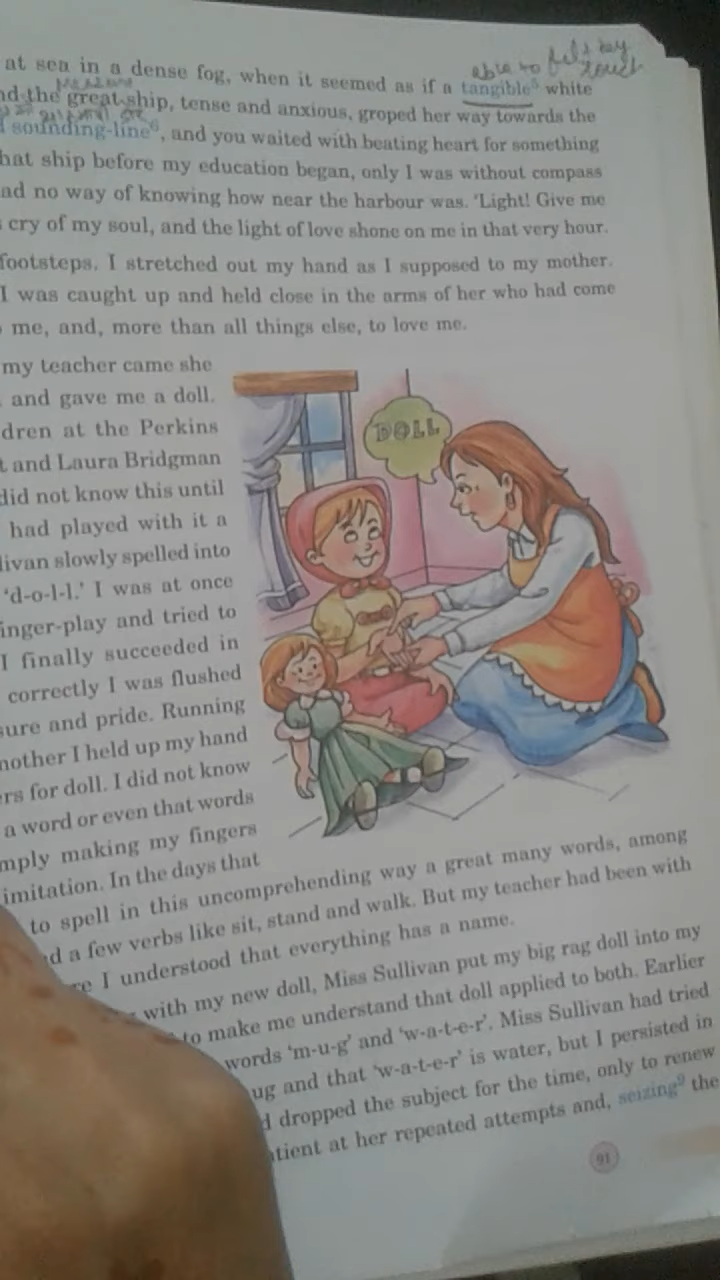 able to felt by
touch
at sea in a dense fog, when it seemed as if a tangible⁵ white
the great ship, tense and anxious, groped her way towards the
sounding-line⁶, and you waited with beating heart for something
hat ship before my education began, only I was without compass
ad no way of knowing how near the harbour was. ‘Light! Give me
cry of my soul, and the light of love shone on me in that very hour.
footsteps. I stretched out my hand as I supposed to my mother.
I was caught up and held close in the arms of her who had come
me, and, more than all things else, to love me.
my teacher came she
and gave me a doll.
dren at the Perkins
t and Laura Bridgman
did not know this until
had played with it a
livan slowly spelled into
‘d-o-l-l.’ I was at once
inger-play and tried to
I finally succeeded in
correctly I was flushed
sure and pride. Running
nother I held up my hand
rs for doll. I did not know
a word or even that words
mply making my fingers
imitation. In the days that
DOLL
to spell in this uncomprehending way a great many words, among
d a few verbs like sit, stand and walk. But my teacher had been with
re I understood that everything has a name.
with my new doll, Miss Sullivan put my big rag doll into my
to make me understand that doll applied to both. Earlier
words ‘m-u-g’ and ‘w-a-t-e-r’. Miss Sullivan had tried
ug and that ‘w-a-t-e-r’ is water, but I persisted in
d dropped the subject for the time, only to renew
tient at her repeated attempts and, seizing⁹ the
91